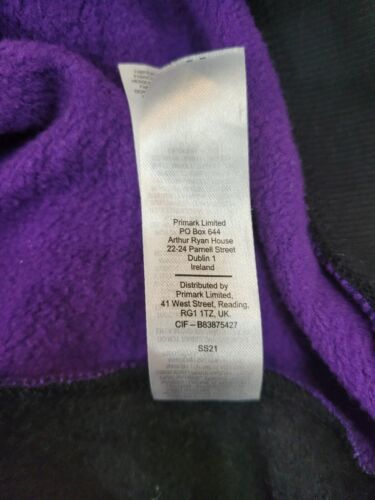 Primark Limited
PO Box 644
Arthur Ryan House
22-24 Parnell Street
Dublin 1
Ireland
Distributed by
Primark Limited,
41 West Street, Reading,
RG1 1TZ, UK.
CIF – B83875427
SS21